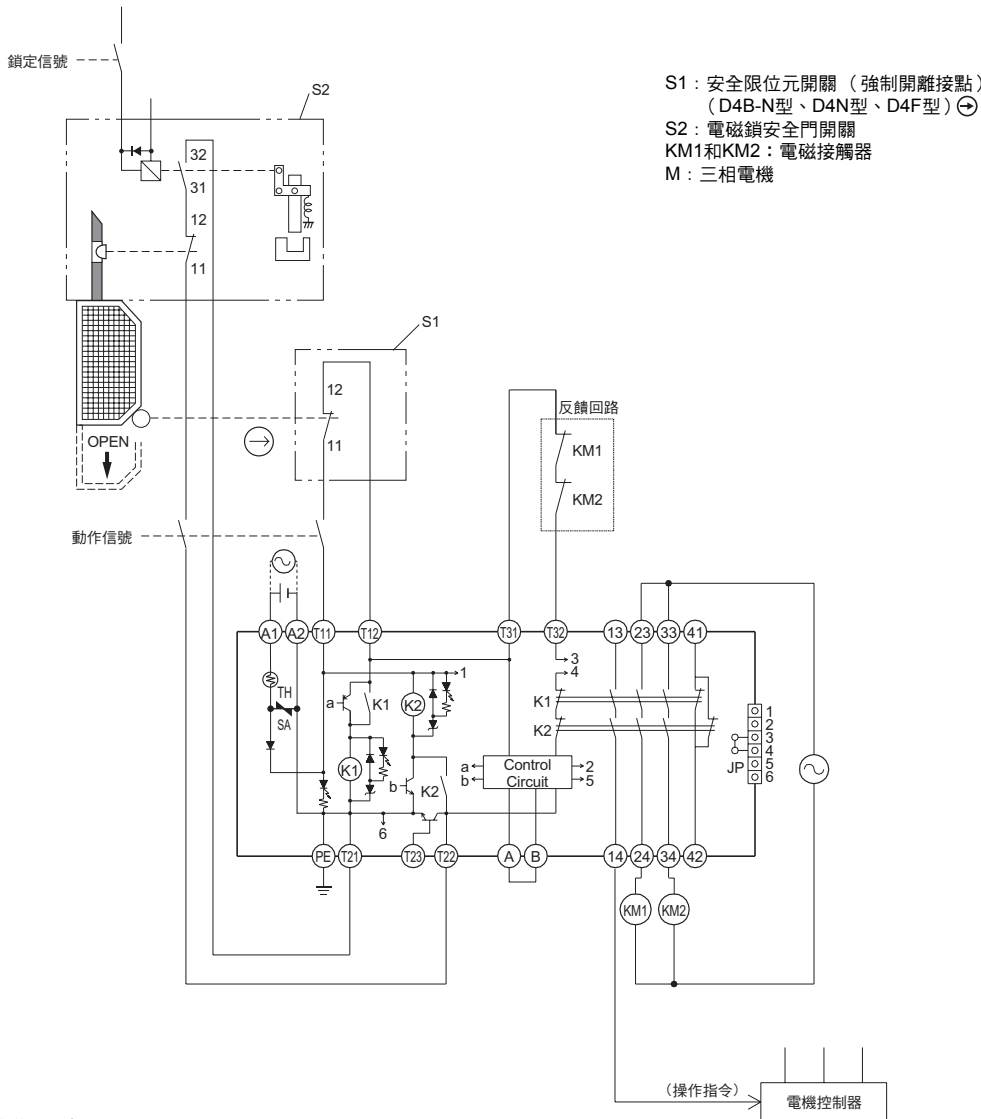 鎖定信號
S2
32
31
12
11
S1：安全限位元開關 （強制開離接點）
（D4B-N型、D4N型、D4F型）
S2：電磁鎖安全門開關
KM1和KM2：電磁接觸器
M：三相電機
S1
12
11
OPEN
反饋回路
KM1
KM2
動作信號
A1 A2 T11 T12 T31 T32 13 23 33 41
3
4
1
TH
SA
a
K1
K2
K1
K2
K1
b
K2
6
a
b
Control
Circuit
2
5
JP
1
2
3
4
5
6
PE T21 T23 T22 A B 14 24 34 42
KM1 KM2
（操作指令）
電機控制器